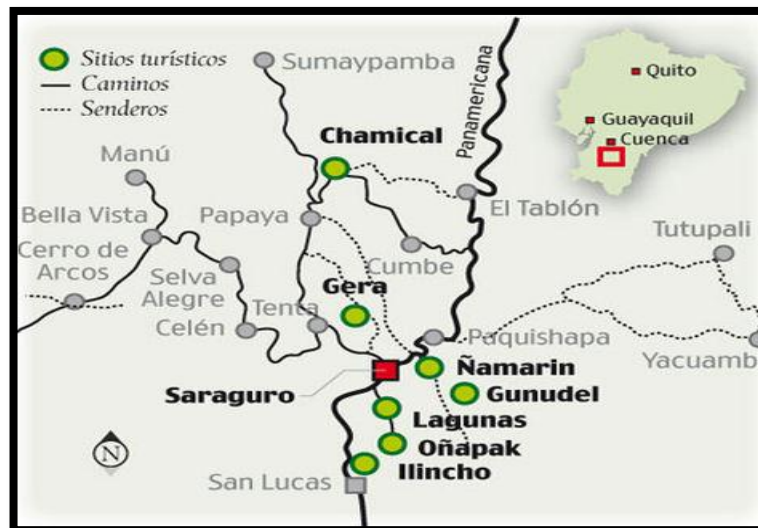 Sitios turísticos
Caminos
Senderos
Sumaypamba
Panamericana
Quito
Guayaquil
Cuenca
Chamical
Manú
El Tablón
Bella Vista
Papaya
Tutupali
Cerro de
Arcos
Selva
Alegre
Cumbe
Gera
Celén
Tenta
Paquishapa
Yacuamb
Ñamarin
Saraguro
Gunudel
Lagunas
Oñapak
Ilincho
N
San Lucas